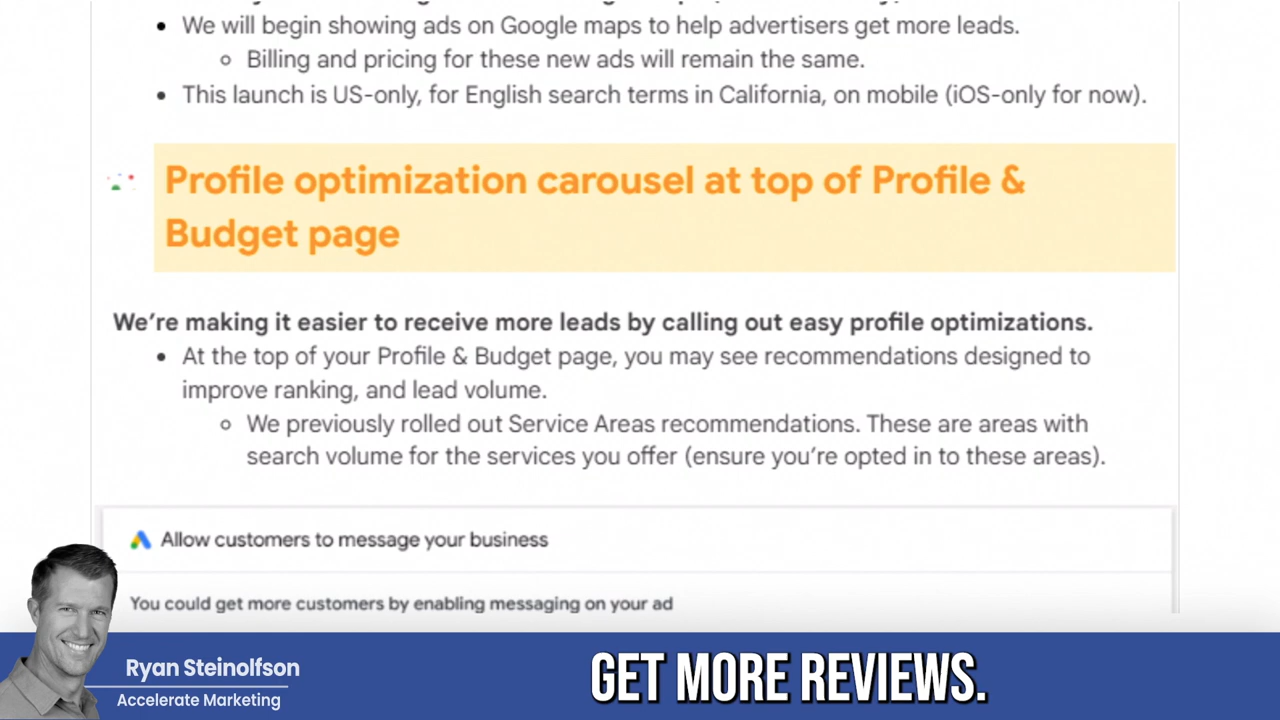 We will begin showing ads on Google maps to help advertisers get more leads.
Billing and pricing for these new ads will remain the same.
This launch is US-only, for English search terms in California, on mobile (iOS-only for now).
Profile optimization carousel at top of Profile &
Budget page
We're making it easier to receive more leads by calling out easy profile optimizations.
At the top of your Profile & Budget page, you may see recommendations designed to
improve ranking, and lead volume.
We previously rolled out Service Areas recommendations. These are areas with
search volume for the services you offer (ensure you're opted in to these areas).
Allow customers to message your business
You could get more customers by enabling messaging on your ad
Ryan Steinolfson
Accelerate Marketing
GET MORE REVIEWS.